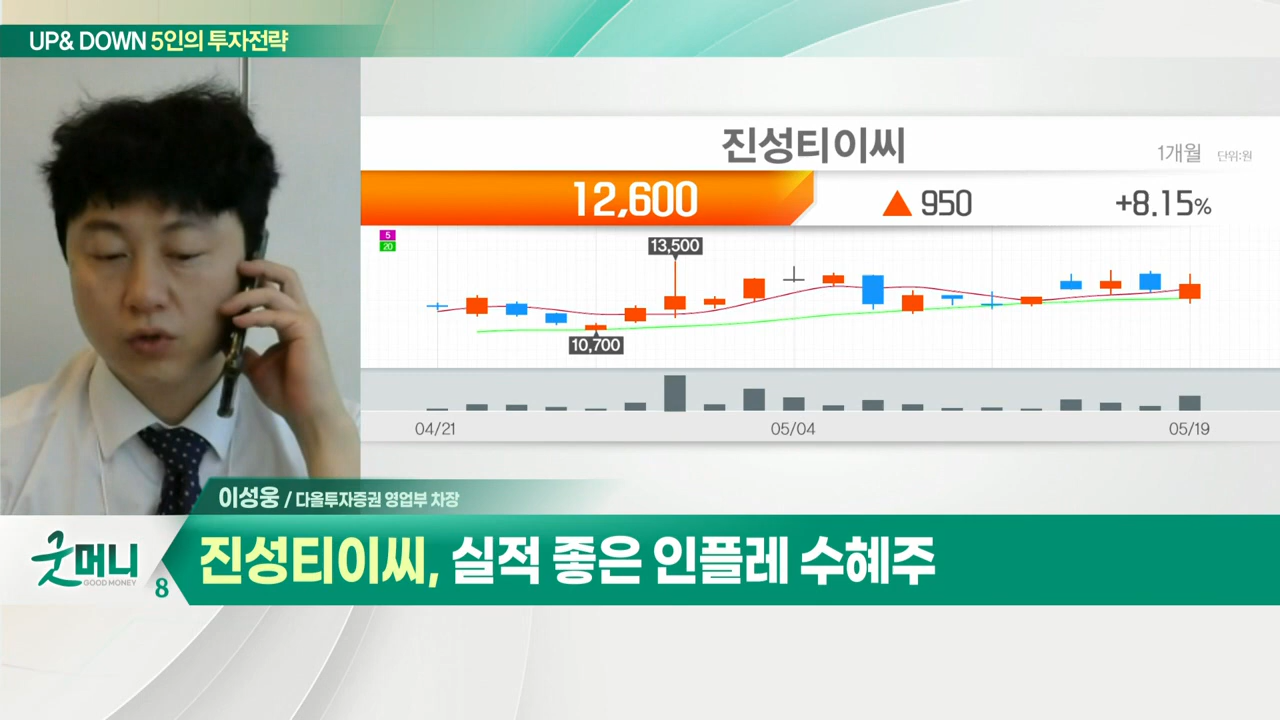 UP& DOWN 5인의 투자전략
진성티이씨
1개월 단위:원
12,600 ▲ 950 +8.15%
5
20
13,500
10,700
04/21 05/04 05/19
이성웅 / 다올투자증권 영업부 차장
굿머니
GOOD MONEY
8
진성티이씨, 실적 좋은 인플레 수혜주